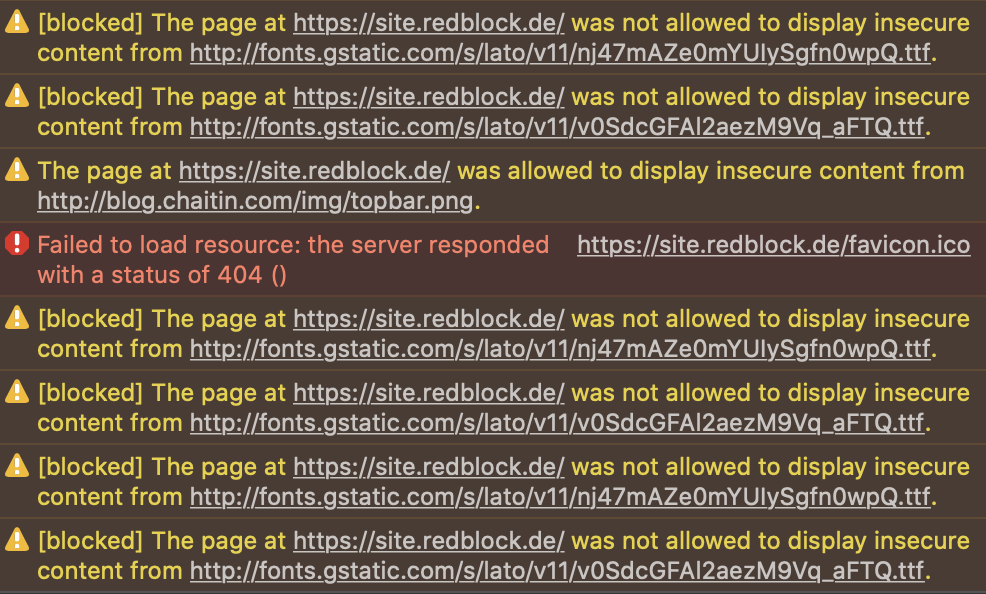 [blocked] The page at https://site.redblock.de/ was not allowed to display insecure
content from http://fonts.gstatic.com/s/lato/v11/nj47mAZe0mYUIySgfn0wpQ.ttf.
[blocked] The page at https://site.redblock.de/ was not allowed to display insecure
content from http://fonts.gstatic.com/s/lato/v11/v0SdcGFAl2aezM9Vq_aFTQ.ttf.
The page at https://site.redblock.de/ was allowed to display insecure content from
http://blog.chaitin.com/img/topbar.png.
Failed to load resource: the server responded https://site.redblock.de/favicon.ico
with a status of 404 ()
[blocked] The page at https://site.redblock.de/ was not allowed to display insecure
content from http://fonts.gstatic.com/s/lato/v11/nj47mAZe0mYUIySgfn0wpQ.ttf.
[blocked] The page at https://site.redblock.de/ was not allowed to display insecure
content from http://fonts.gstatic.com/s/lato/v11/v0SdcGFAl2aezM9Vq_aFTQ.ttf.
[blocked] The page at https://site.redblock.de/ was not allowed to display insecure
content from http://fonts.gstatic.com/s/lato/v11/nj47mAZe0mYUIySgfn0wpQ.ttf.
[blocked] The page at https://site.redblock.de/ was not allowed to display insecure
content from http://fonts.gstatic.com/s/lato/v11/v0SdcGFAl2aezM9Vq_aFTQ.ttf.